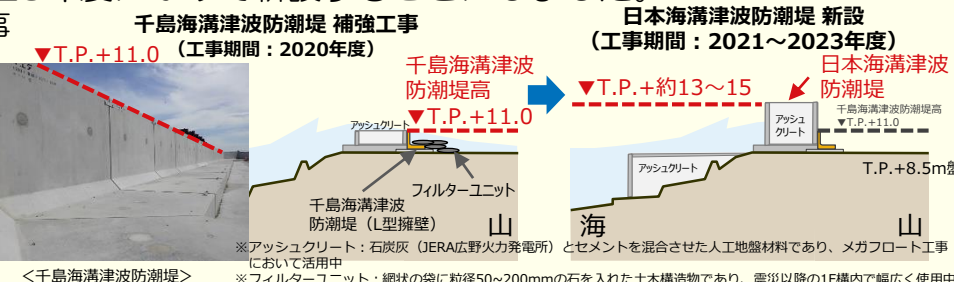 千島海溝津波防潮堤 補強工事
（工事期間：2020年度）
▼T.P.+11.0
千島海溝津波
防潮堤高
▼T.P.+11.0
アッシュクリート
フィルターユニット
千島海溝津波
防潮堤（L型擁壁）
山
日本海溝津波防潮堤 新設
（工事期間：2021～2023年度）
▼T.P.+約13～15
日本海溝津波
防潮堤
千島海溝津波防潮堤高
▼T.P.+11.0
アッシュ
クリート
アッシュクリート
T.P.+8.5m盤
海
山
※アッシュクリート：石炭灰（JERA広野火力発電所）とセメントを混合させた人工地盤材料であり、メガフロート工事
において活用中
＜千島海溝津波防潮堤＞
※フィルターユニット：網状の袋に粒径50~200mmの石を入れた土木構造物であり、震災以降の1F構内で幅広く使用中